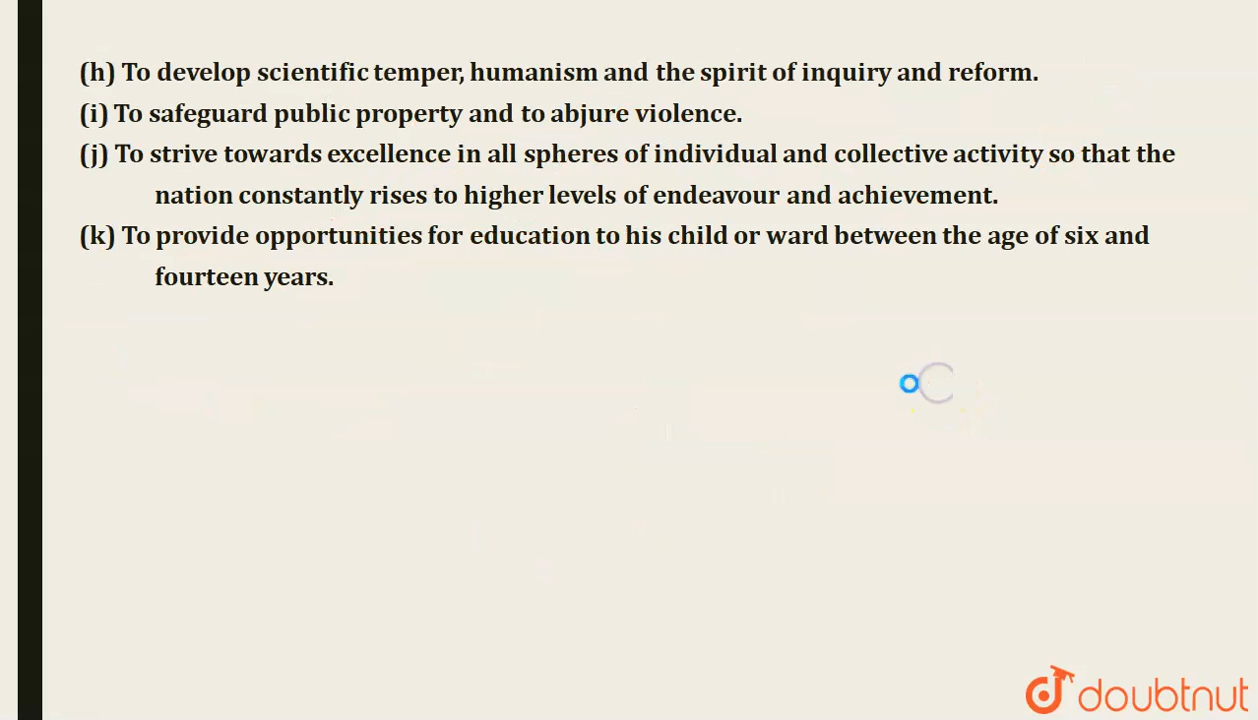 (h) To develop scientific temper, humanism and the spirit of inquiry and reform.
(i) To safeguard public property and to abjure violence.
(j) To strive towards excellence in all spheres of individual and collective activity so that the
nation constantly rises to higher levels of endeavour and achievement.
(k) To provide opportunities for education to his child or ward between the age of six and
fourteen years.
doubtnut